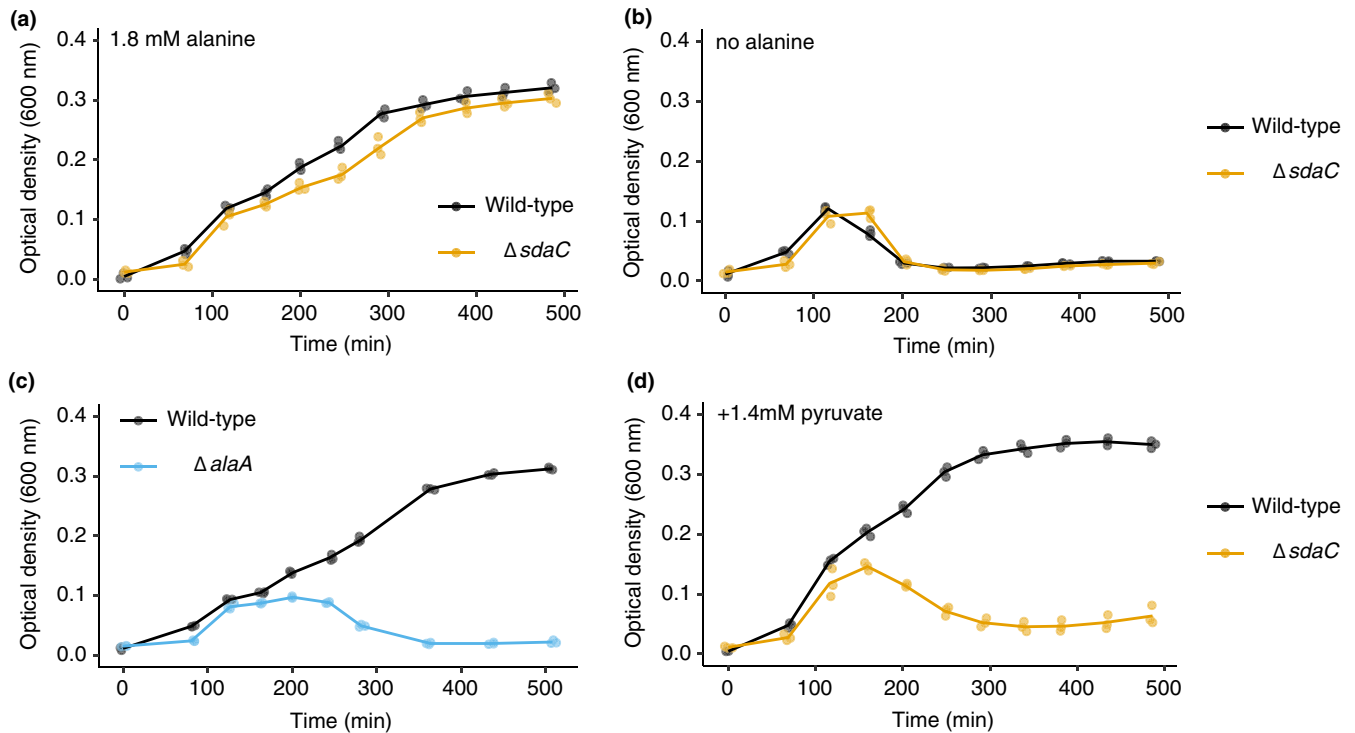 (a)
1.8 mM alanine
Optical density (600 nm)
0.4
0.3
0.2
0.1
0.0
Wild-type
ΔsdaC
0 100 200 300 400 500
Time (min)
(b)
no alanine
Optical density (600 nm)
0.4
0.3
0.2
0.1
0.0
0 100 200 300 400 500
Time (min)
Wild-type
ΔsdaC
(c)
Optical density (600 nm)
0.4
0.3
0.2
0.1
0.0
Wild-type
ΔalaA
0 100 200 300 400 500
Time (min)
(d)
+1.4mM pyruvate
Optical density (600 nm)
0.4
0.3
0.2
0.1
0.0
0 100 200 300 400 500
Time (min)
Wild-type
ΔsdaC